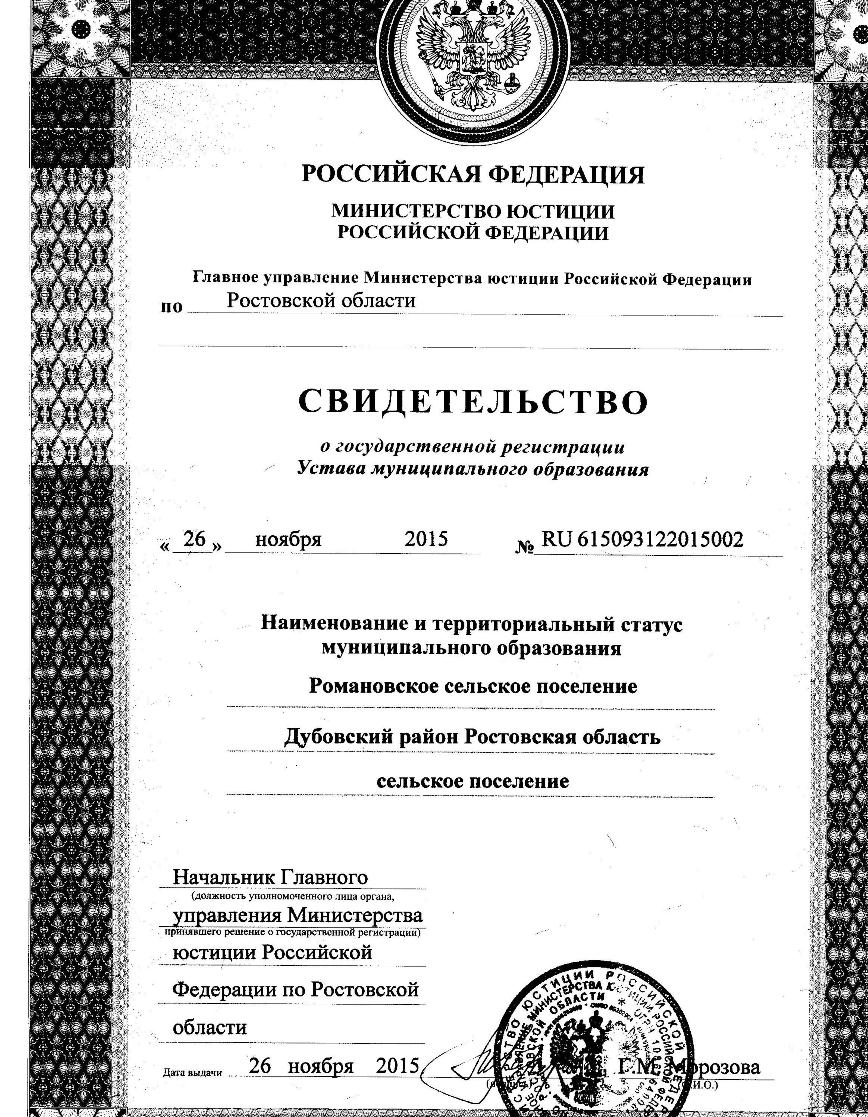 РОССИЙСКАЯ ФЕДЕРАЦИЯ
МИНИСТЕРСТВО ЮСТИЦИИ
РОССИЙСКОЙ ФЕДЕРАЦИИ
Главное управление Министерства юстиции Российской Федерации
по Ростовской области
СВИДЕТЕЛЬСТВО
о государственной регистрации
Устава муниципального образования
« 26 » ноября 2015 № RU 615093122015002
Наименование и территориальный статус
муниципального образования
Романовское сельское поселение
Дубовский район Ростовская область
сельское поселение
Начальник Главного
(должность уполномоченного лица органа,
управления Министерства
принявшего решение о государственной регистрации)
юстиции Российской
Федерации по Ростовской
области
Дата выдачи 26 ноября 2015 Г.М. Морозова